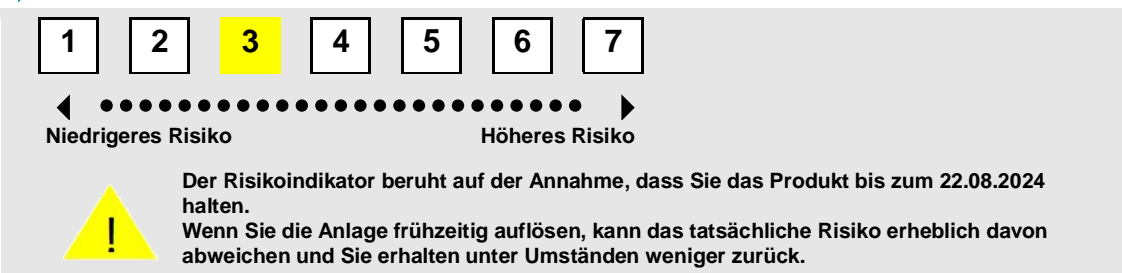 1 2 3 4 5 6 7
Niedrigeres Risiko Höheres Risiko
Der Risikoindikator beruht auf der Annahme, dass Sie das Produkt bis zum 22.08.2024
halten.
Wenn Sie die Anlage frühzeitig auflösen, kann das tatsächliche Risiko erheblich davon
abweichen und Sie erhalten unter Umständen weniger zurück.
!